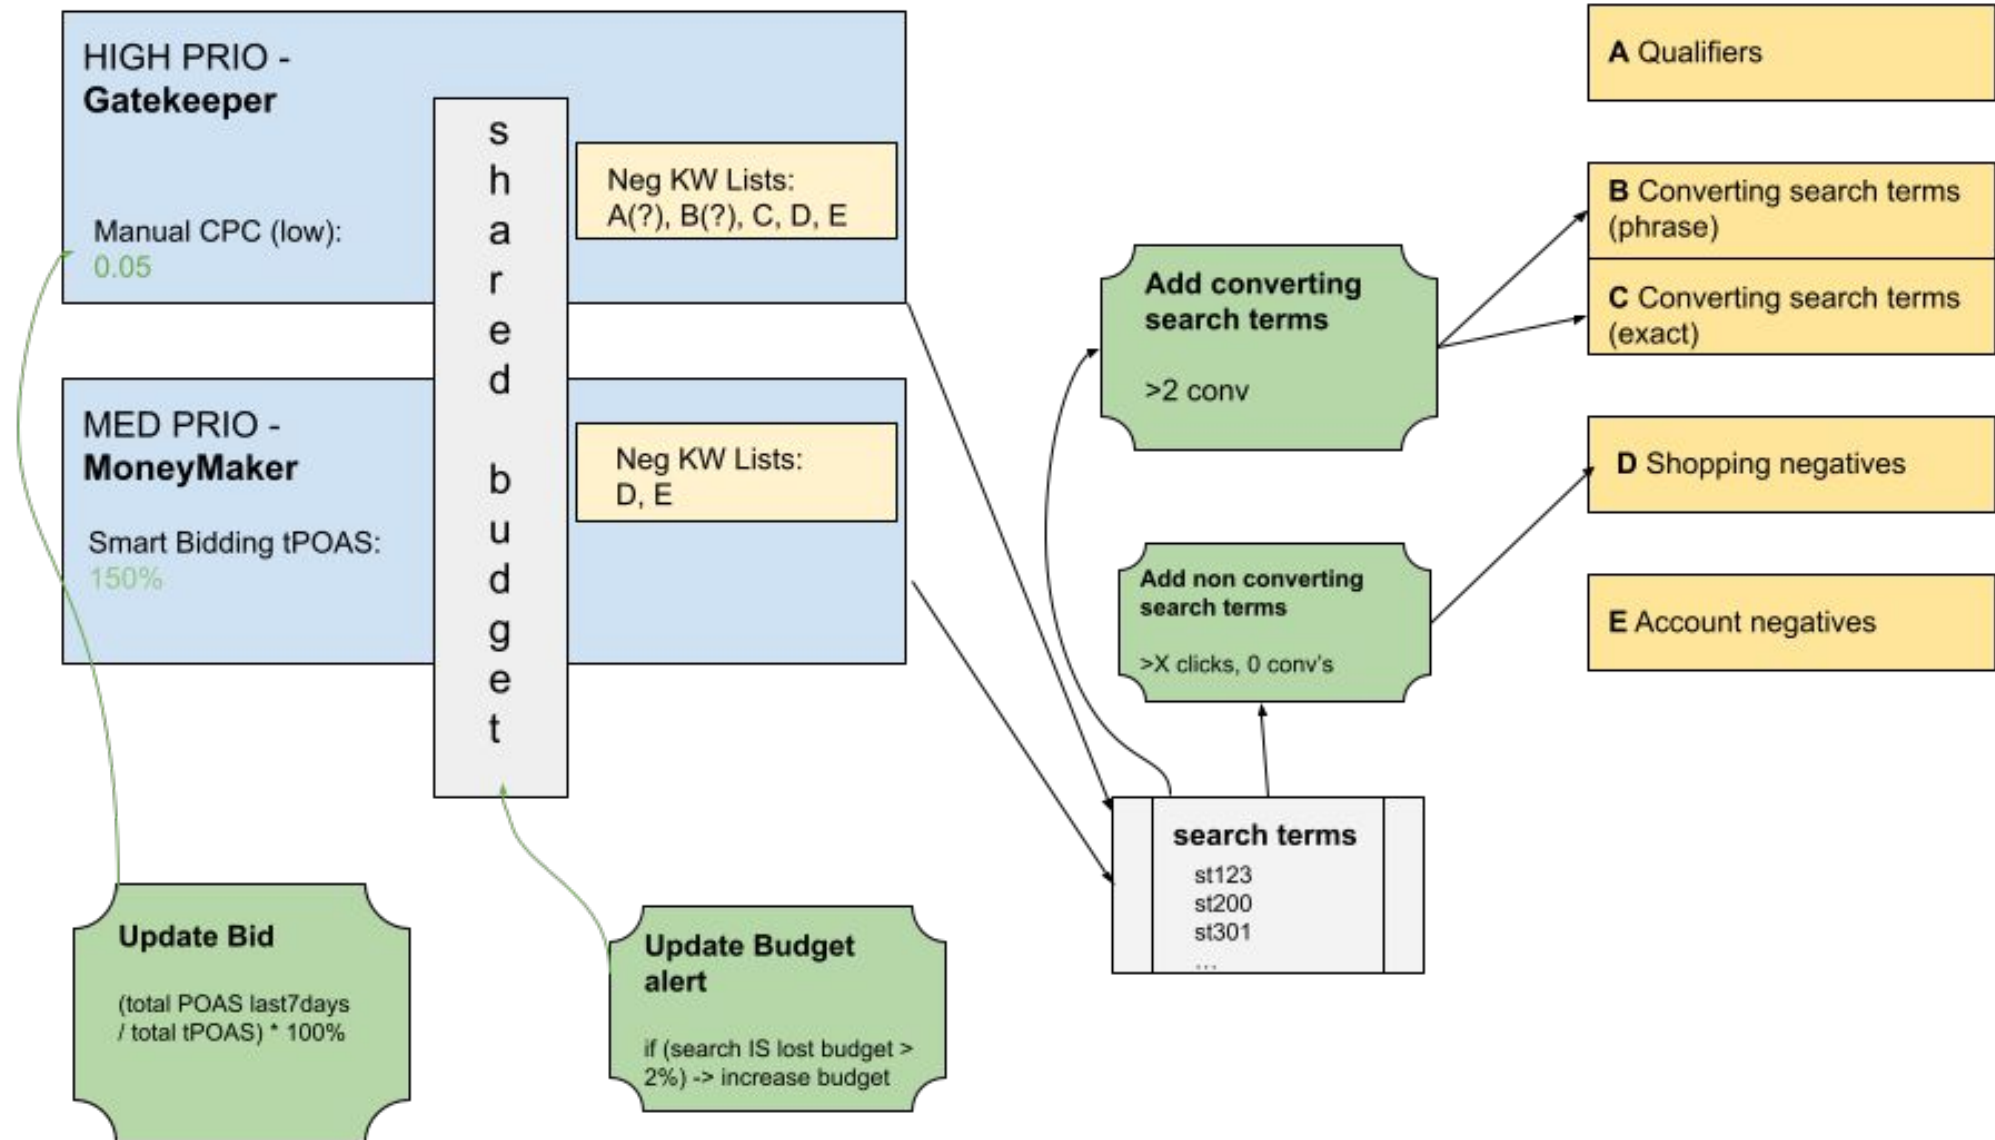 HIGH PRIO -
Gatekeeper
Manual CPC (low):
0.05
Neg KW Lists:
A(?), B(?), C, D, E
shared budget
MED PRIO -
MoneyMaker
Smart Bidding tPOAS:
150%
Neg KW Lists:
D, E
Update Bid
(total POAS last7days
/ total tPOAS) * 100%
Update Budget
alert
if (search IS lost budget >
2%) -> increase budget
Add converting
search terms
>2 conv
Add non converting
search terms
>X clicks, 0 conv's
search terms
st123
st200
st301
...
A Qualifiers
B Converting search terms
(phrase)
C Converting search terms
(exact)
D Shopping negatives
E Account negatives